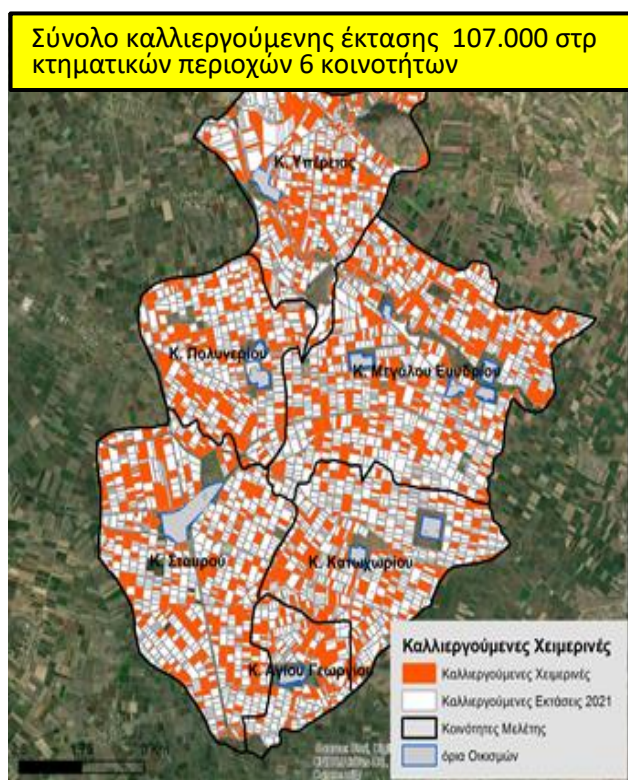 Σύνολο καλλιεργούμενης έκτασης 107.000 στρ
κτηματικών περιοχών 6 κοινοτήτων
Κ. Υπέρειας
Κ. Πολυνερίου
Κ. Μεγάλου Ευυδρίου
Κ. Σταυρού
Κ. Κατωχωρίου
Κ. Αγίου Γεωργίου
Καλλιεργούμενες Χειμερινές
Καλλιεργούμενες Χειμερινές
Καλλιεργούμενες Εκτάσεις 2021
Κοινότητες Μελέτης
όρια Οικισμών